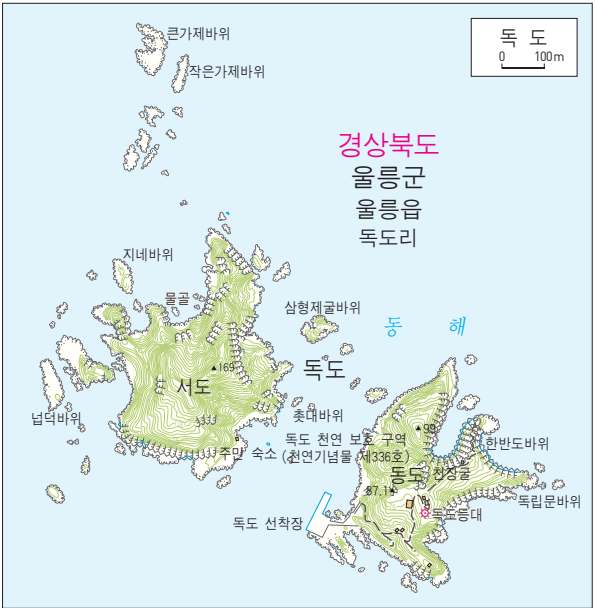 큰가제바위
독 도
0 100m
작은가제바위
경상북도
울릉군
울릉읍
독도리
지네바위
물골
삼형제굴바위
동 해
169
독도
서도
넙덕바위
촛대바위
99
독도 천연 보호 구역
한반도바위
주민 숙소
(천연기념물 제336호)
동도
천장굴
87.1
독립문바위
독도등대
독도 선착장